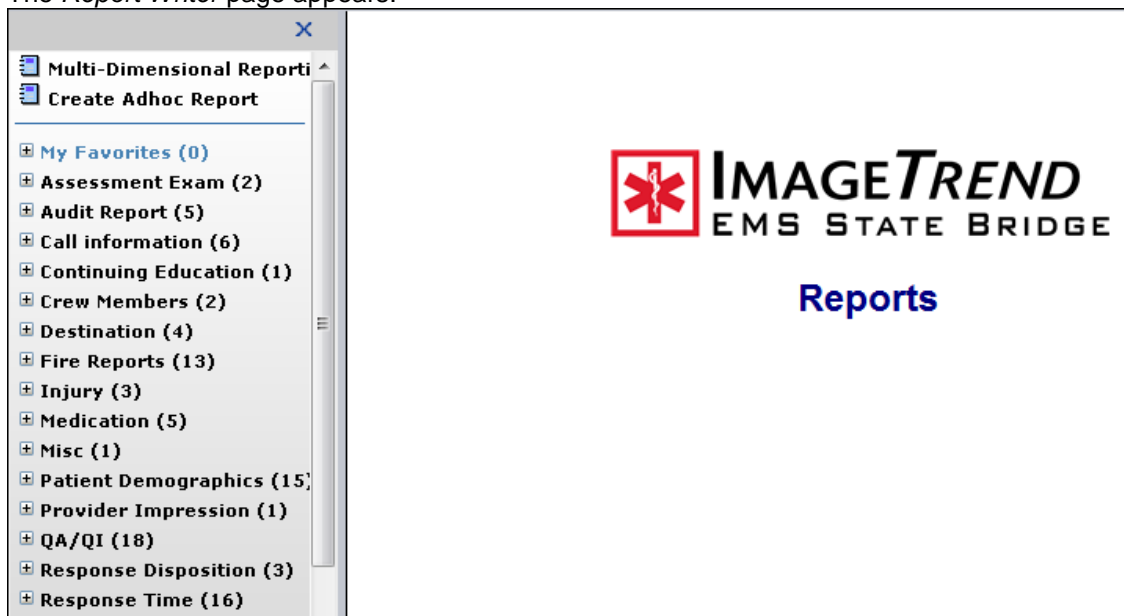 The Report Writer page appears.
Multi-Dimensional Reporti
Create Adhoc Report
My Favorites (0)
Assessment Exam (2)
Audit Report (5)
Call information (6)
Continuing Education (1)
Crew Members (2)
Destination (4)
Fire Reports (13)
Injury (3)
Medication (5)
Misc (1)
Patient Demographics (15)
Provider Impression (1)
QA/QI (18)
Response Disposition (3)
Response Time (16)
IMAGETREND
EMS STATE BRIDGE
Reports